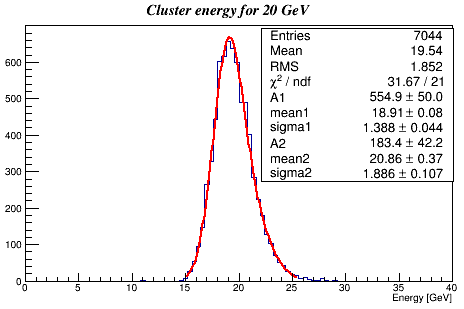 Cluster energy for 20 GeV
Entries 7044
Mean 19.54
RMS 1.852
χ² / ndf 31.67 / 21
A1 554.9 ± 50.0
mean1 18.91 ± 0.08
sigma1 1.388 ± 0.044
A2 183.4 ± 42.2
mean2 20.86 ± 0.37
sigma2 1.886 ± 0.107
600
500
400
300
200
100
0
0 5 10 15 20 25 30 35 40
Energy [GeV]